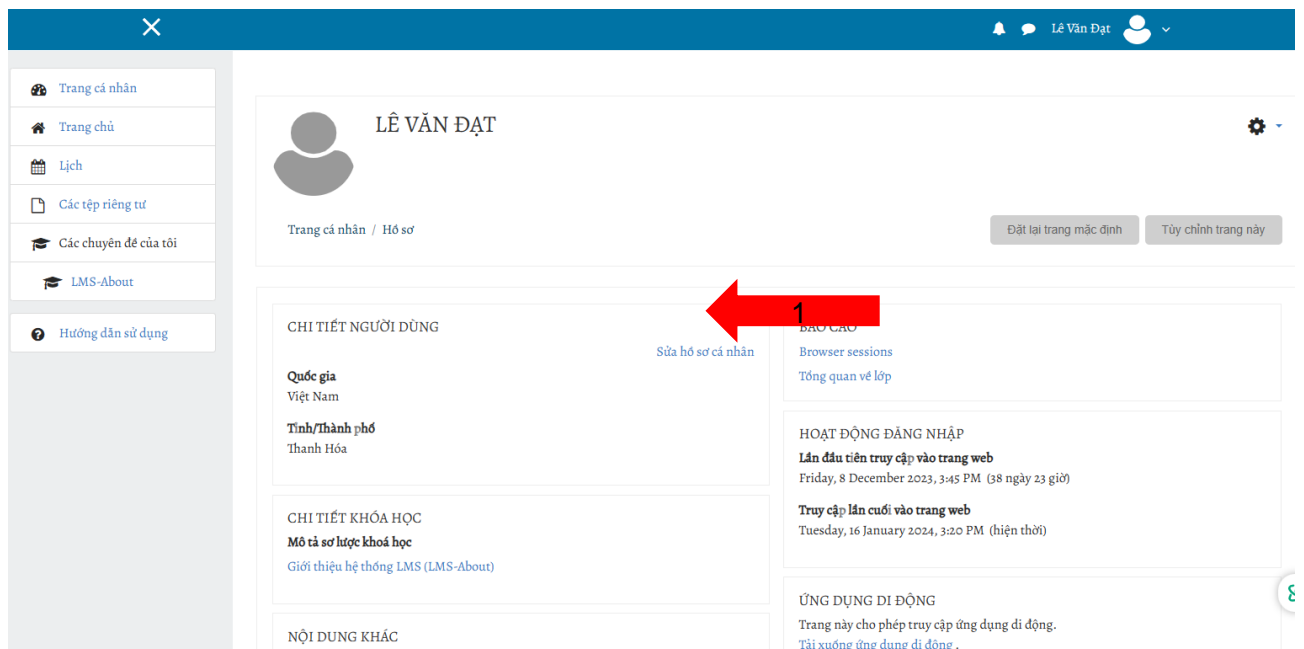 Lê Văn Đạt
Trang cá nhân
Trang chủ
Lịch
Các tệp riêng tư
Các chuyên đề của tôi
LMS-About
Hướng dẫn sử dụng
LÊ VĂN ĐẠT
Trang cá nhân / Hồ sơ
Đặt lại trang mặc định
Tùy chỉnh trang này
CHI TIẾT NGƯỜI DÙNG
Sửa hồ sơ cá nhân
Quốc gia
Việt Nam
Tỉnh/Thành phố
Thanh Hóa
CHI TIẾT KHÓA HỌC
Mô tả sơ lược khoá học
Giới thiệu hệ thống LMS (LMS-About)
NỘI DUNG KHÁC
1
BÁO CÁO
Browser sessions
Tổng quan về lớp
HOẠT ĐỘNG ĐĂNG NHẬP
Lần đầu tiên truy cập vào trang web
Friday, 8 December 2023, 3:45 PM (38 ngày 23 giờ)
Truy cập lần cuối vào trang web
Tuesday, 16 January 2024, 3:20 PM (hiện thời)
ỨNG DỤNG DI ĐỘNG
Trang này cho phép truy cập ứng dụng di động.
Tải xuống ứng dụng di động .